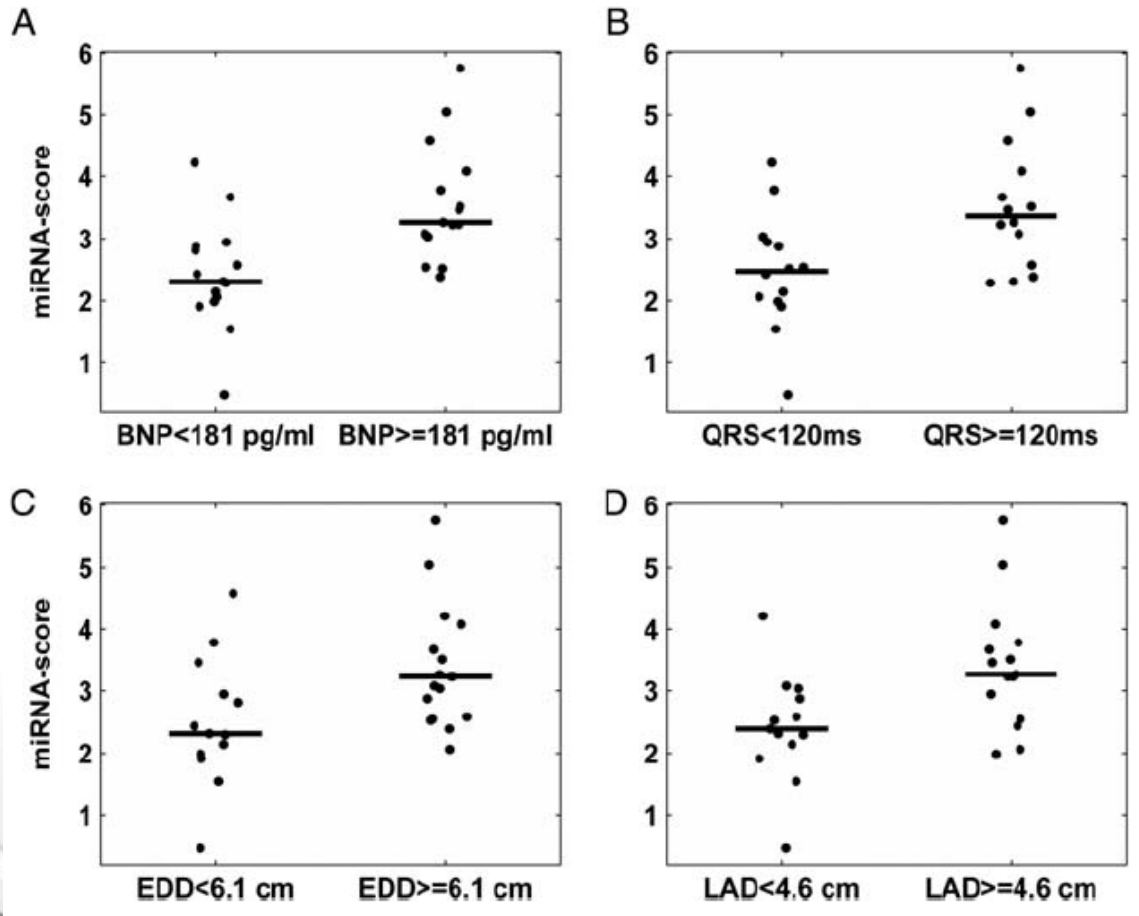 A
B
6
5
4
3
2
1
miRNA-score
BNP<181 pg/ml BNP>=181 pg/ml
6
5
4
3
2
1
QRS<120ms QRS>=120ms
C
D
6
5
4
3
2
1
miRNA-score
EDD<6.1 cm EDD>=6.1 cm
6
5
4
3
2
1
LAD<4.6 cm LAD>=4.6 cm